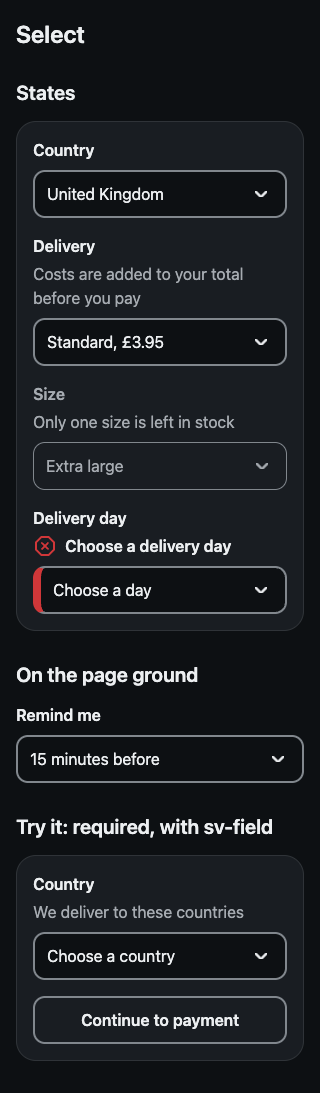 Select
States
Country
United Kingdom
Delivery
Costs are added to your total
before you pay
Standard, £3.95
Size
Only one size is left in stock
Extra large
Delivery day
Choose a delivery day
Choose a day
On the page ground
Remind me
15 minutes before
Try it: required, with sv-field
Country
We deliver to these countries
Choose a country
Continue to payment